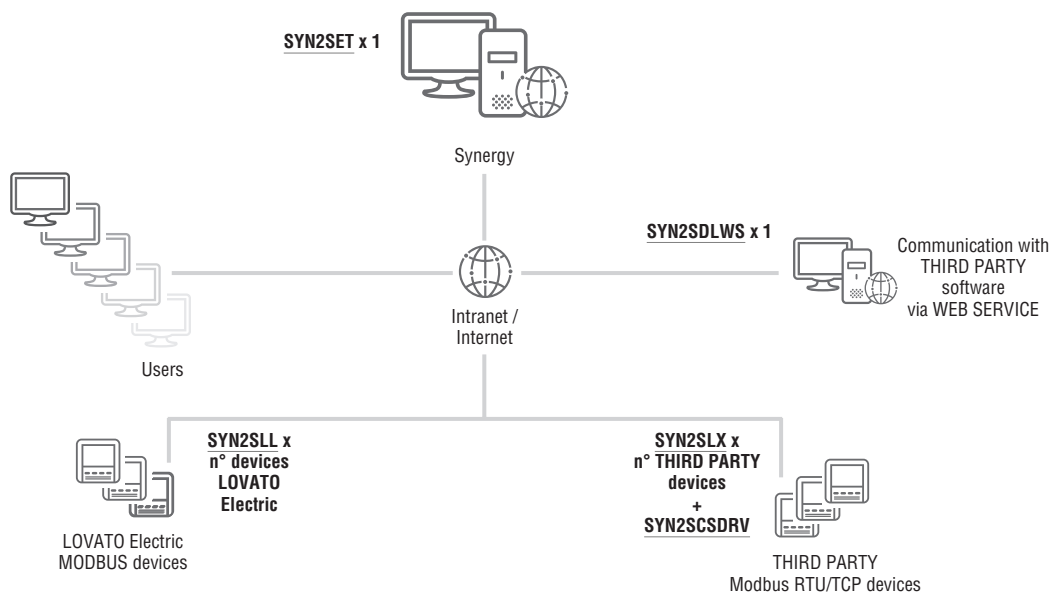 SYN2SET x 1
Synergy
SYN2SDLWS x 1
Communication with
THIRD PARTY
software
via WEB SERVICE
Intranet /
Internet
Users
SYN2SLL x
n° devices
LOVATO
Electric
SYN2SLX x
n° THIRD PARTY
devices
+
SYN2SCSDRV
LOVATO Electric
MODBUS devices
THIRD PARTY
Modbus RTU/TCP devices